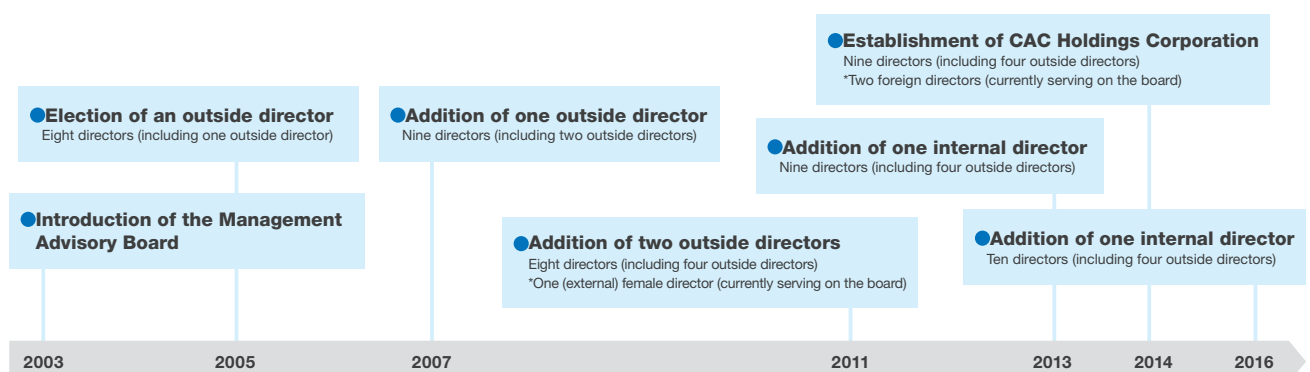 Establishment of CAC Holdings Corporation
Nine directors (including four outside directors)
*Two foreign directors (currently serving on the board)
Election of an outside director
Eight directors (including one outside director)
Addition of one outside director
Nine directors (including two outside directors)
Addition of one internal director
Nine directors (including four outside directors)
Introduction of the Management
Advisory Board
Addition of two outside directors
Eight directors (including four outside directors)
*One (external) female director (currently serving on the board)
Addition of one internal director
Ten directors (including four outside directors)
2003
2005
2007
2011
2013
2014
2016